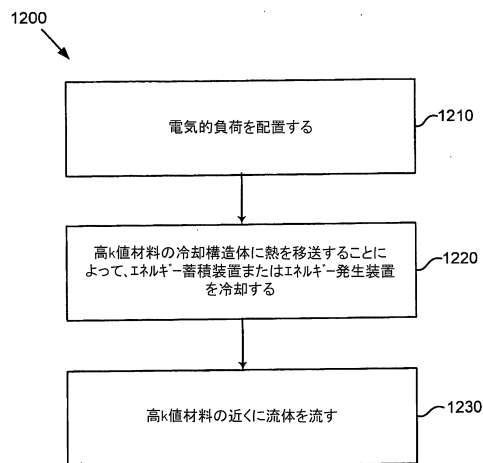 1200
電気的負荷を配置する
1210
高k値材料の冷却構造体に熱を移送することに
よって、エネルギー蓄積装置またはエネルギー発生装置
を冷却する
1220
高k値材料の近くに流体を流す
1230